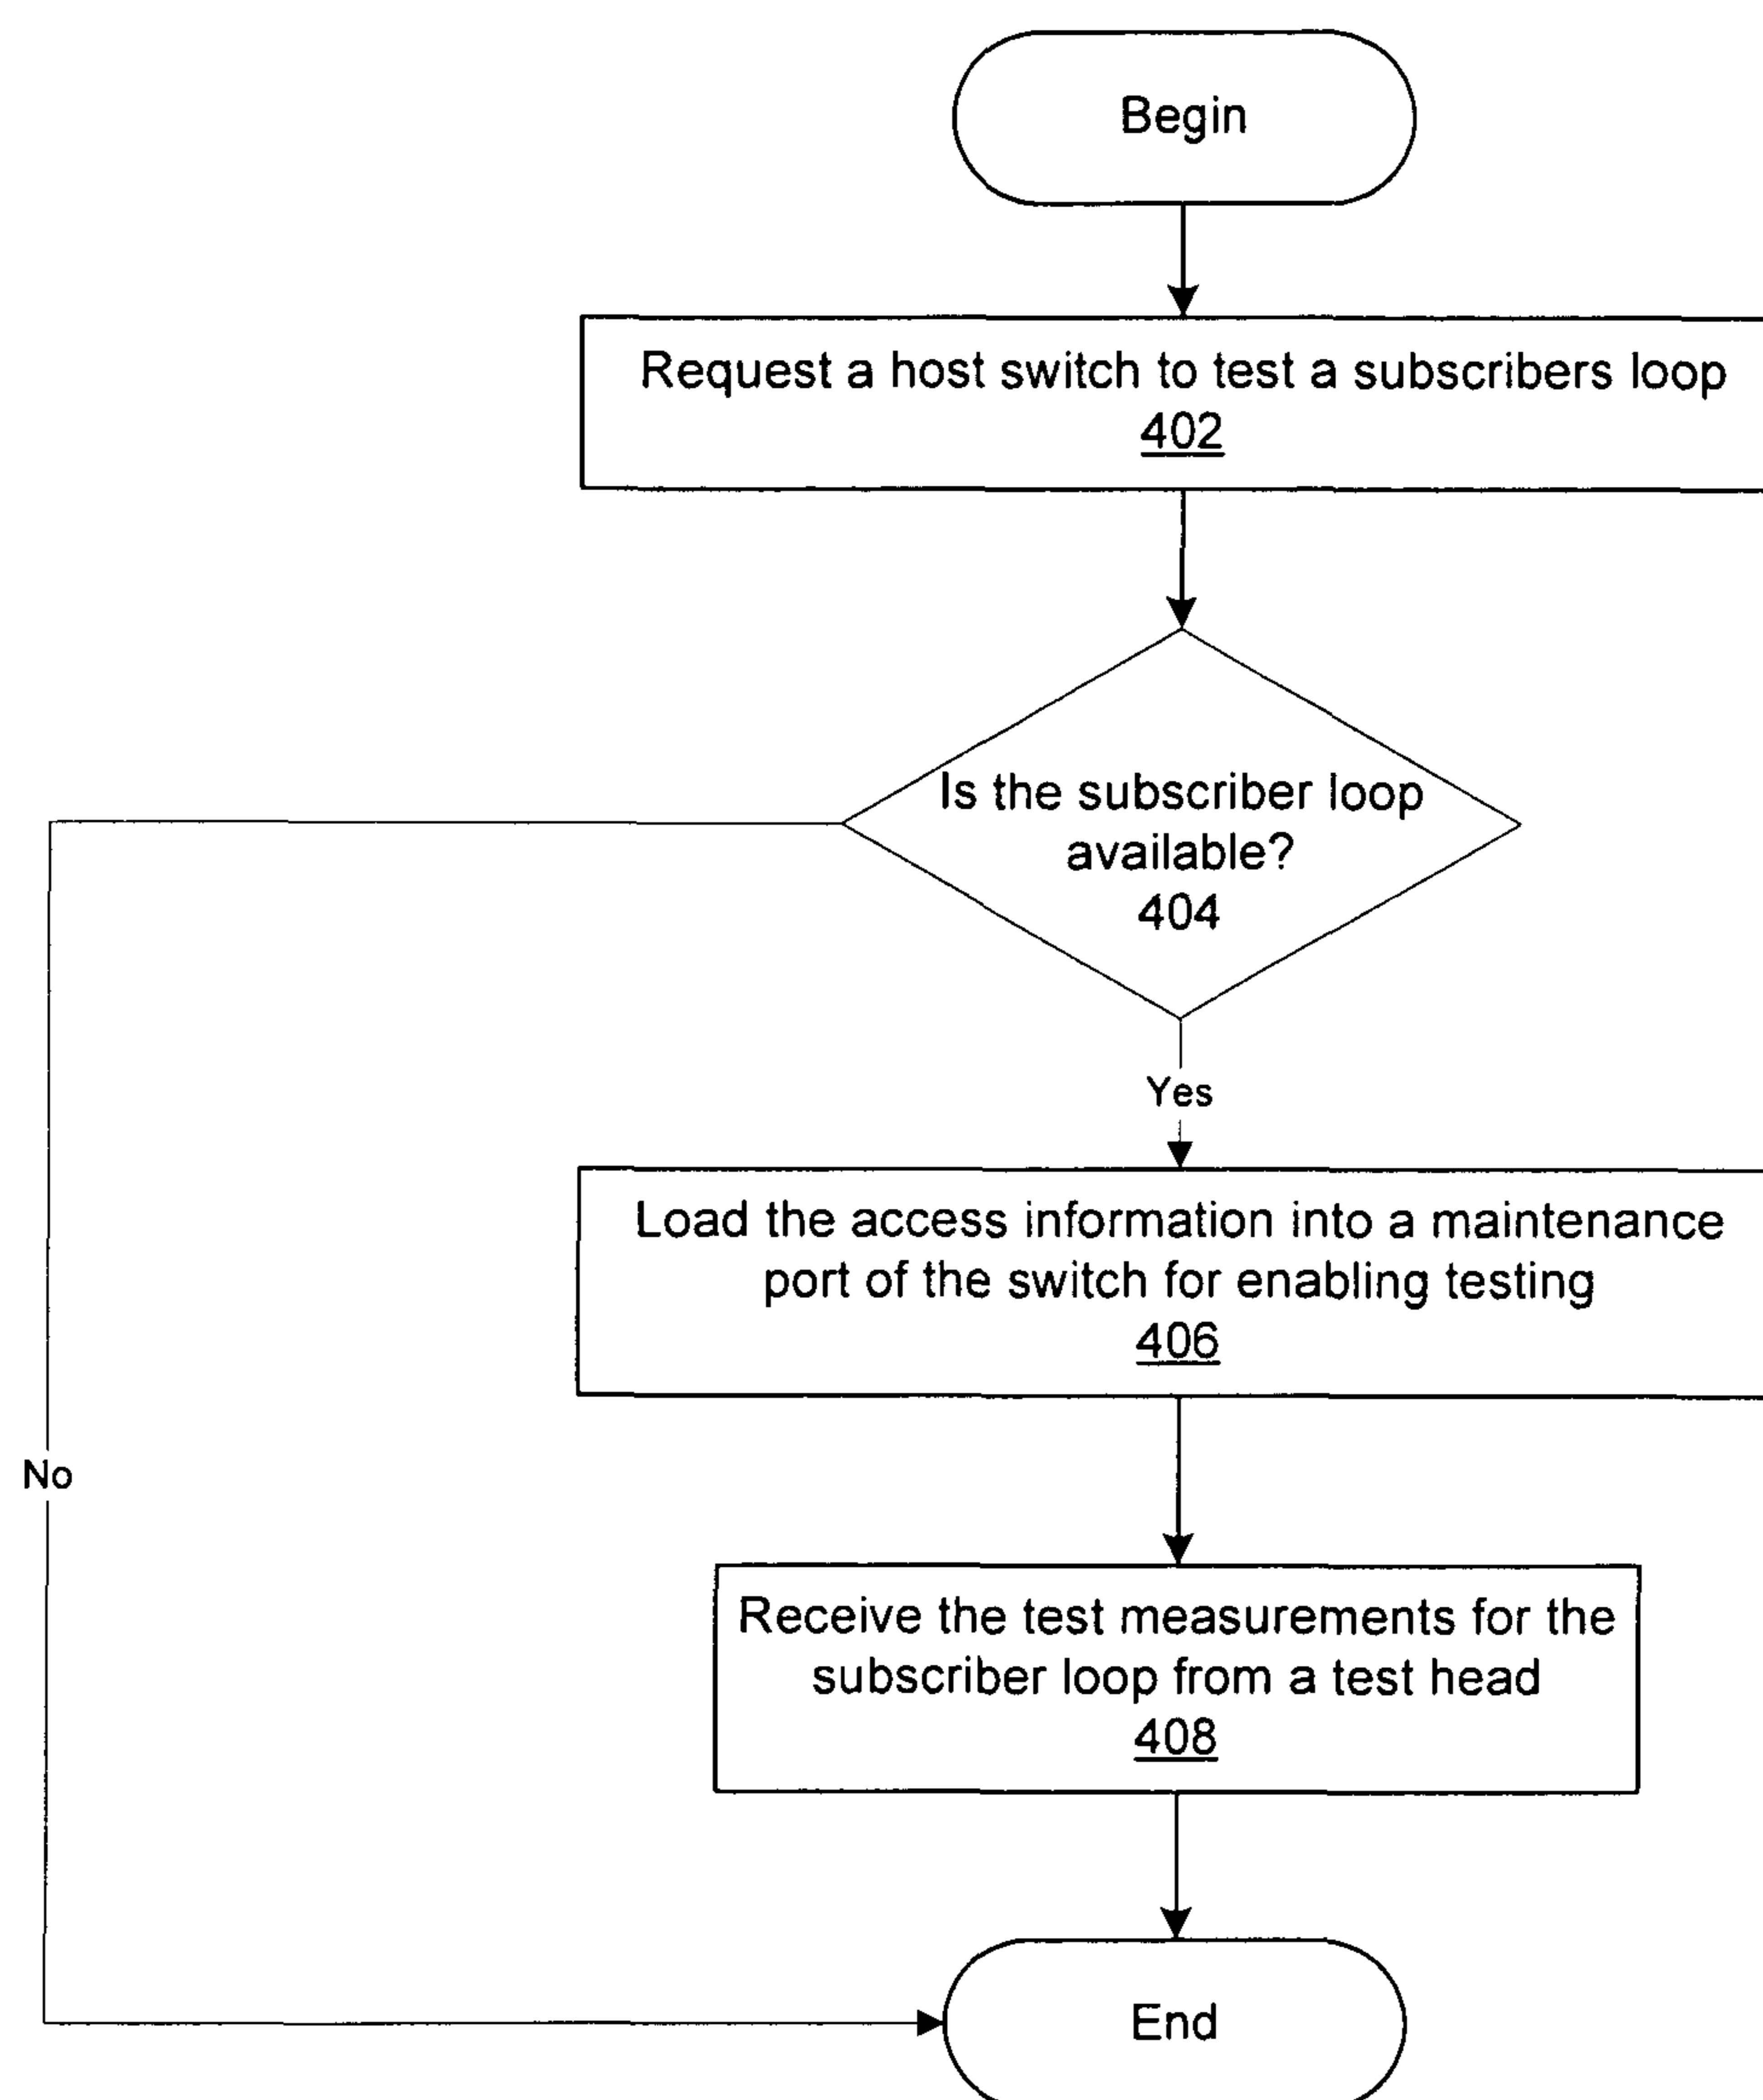 Begin
Request a host switch to test a subscribers loop
402
Is the subscriber loop
available?
404
Yes
Load the access information into a maintenance
port of the switch for enabling testing
406
No
Receive the test measurements for the
subscriber loop from a test head
408
End